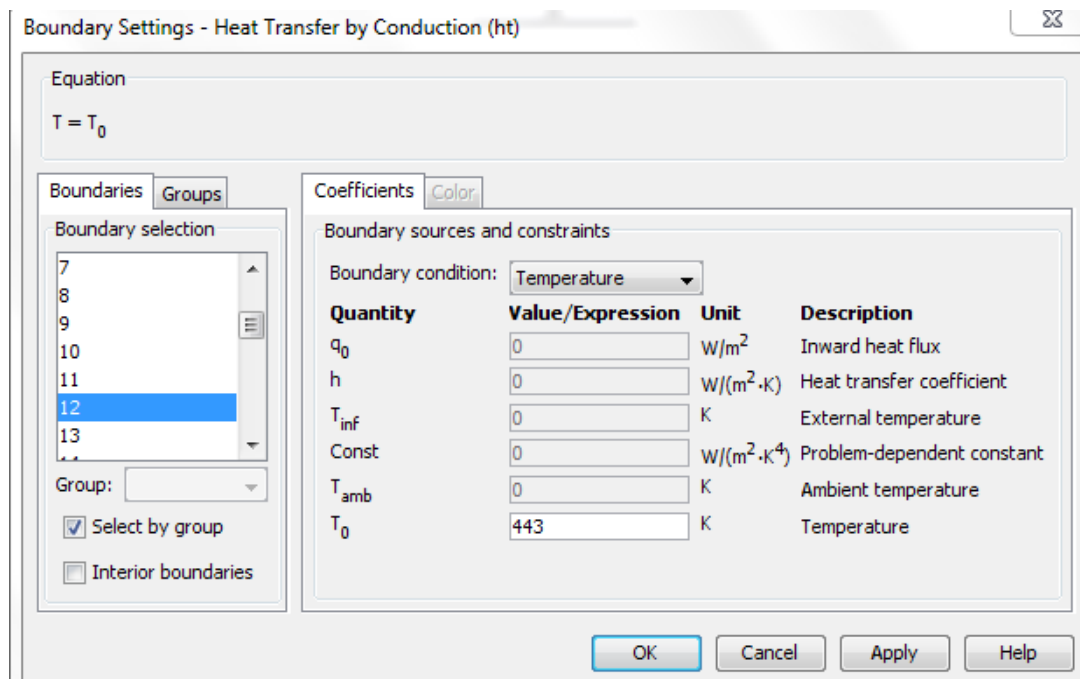 Boundary Settings - Heat Transfer by Conduction (ht)
Equation
T = T0
Boundaries Groups
Boundary selection
7
8
9
10
11
12
13
Group:
Select by group
Interior boundaries
Coefficients Color
Boundary sources and constraints
Boundary condition: Temperature
Quantity Value/Expression Unit Description
q0 0 W/m2 Inward heat flux
h 0 W/(m2·K) Heat transfer coefficient
Tinf 0 K External temperature
Const 0 W/(m2·K4) Problem-dependent constant
Tamb 0 K Ambient temperature
T0 443 K Temperature
OK Cancel Apply Help